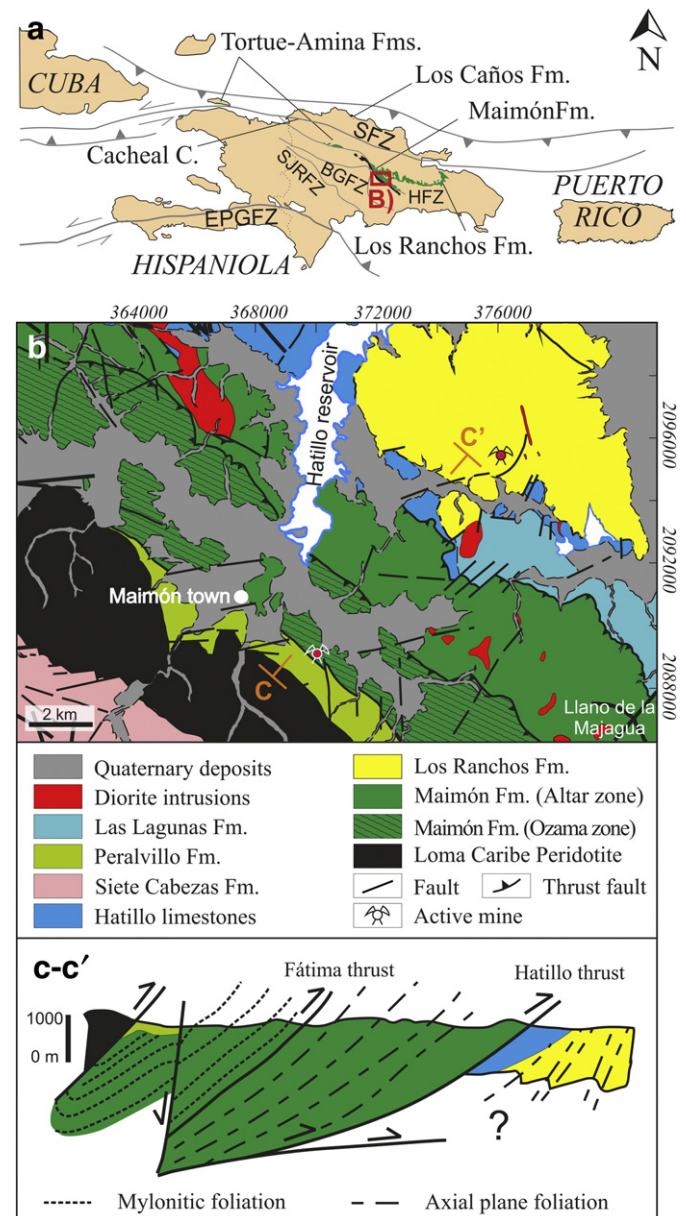 a
Tortue-Amina Fms.
N
CUBA
Los Caños Fm.
MaimónFm.
SFZ
Cacheal C.
SJRFZ
BGFZ
B)
HFZ
PUERTO
RICO
EPGFZ
Los Ranchos Fm.
HISPANIOLA
364000
368000
372000
376000
b
Hatillo reservoir
C'
2096000
2092000
Maimón town
C
2088000
2 km
Llano de la
Majagua
Quaternary deposits
Los Ranchos Fm.
Diorite intrusions
Maimón Fm. (Altar zone)
Las Lagunas Fm.
Maimón Fm. (Ozama zone)
Peralvillo Fm.
Loma Caribe Peridotite
Siete Cabezas Fm.
Fault
Thrust fault
Hatillo limestones
Active mine
c-c′
Fátima thrust
Hatillo thrust
1000
0 m
?
Mylonitic foliation
Axial plane foliation